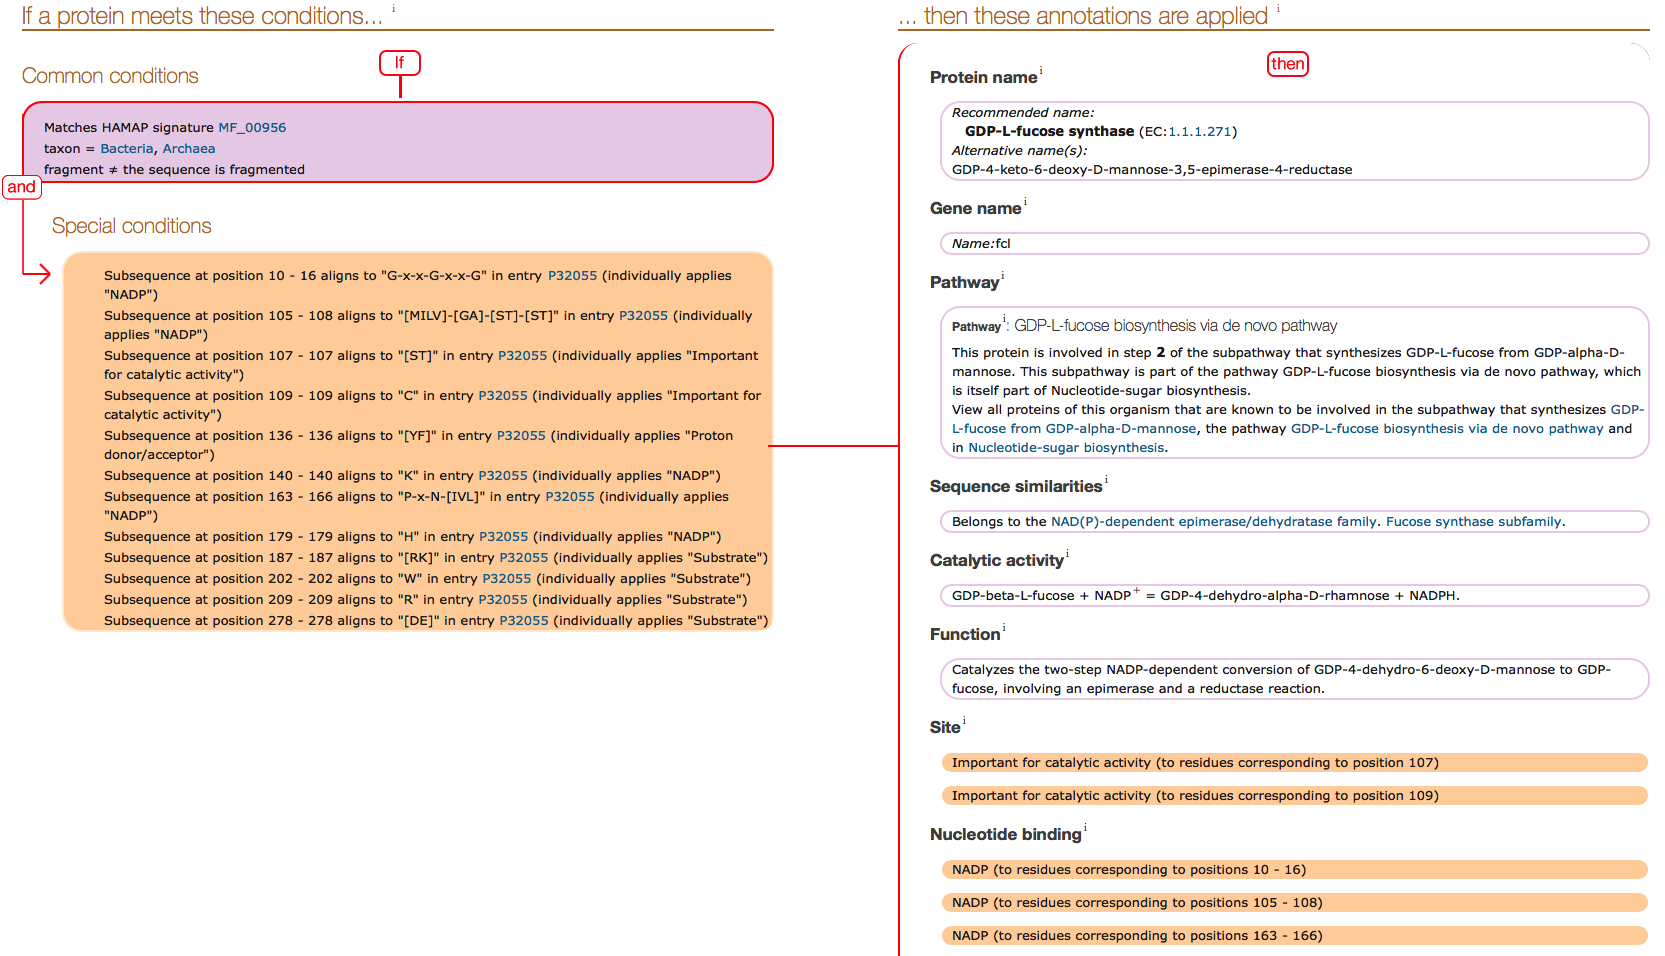 If a protein meets these conditions... i
If
Common conditions
Matches HAMAP signature MF_00956
taxon = Bacteria, Archaea
fragment ≠ the sequence is fragmented
and
Special conditions
Subsequence at position 10 - 16 aligns to "G-x-x-G-x-x-G" in entry P32055 (individually applies
"NADP")
Subsequence at position 105 - 108 aligns to "[MILV]-[GA]-[ST]-[ST]" in entry P32055 (individually
applies "NADP")
Subsequence at position 107 - 107 aligns to "[ST]" in entry P32055 (individually applies "Important
for catalytic activity")
Subsequence at position 109 - 109 aligns to "C" in entry P32055 (individually applies "Important for
catalytic activity")
Subsequence at position 136 - 136 aligns to "[YF]" in entry P32055 (individually applies "Proton
donor/acceptor")
Subsequence at position 140 - 140 aligns to "K" in entry P32055 (individually applies "NADP")
Subsequence at position 163 - 166 aligns to "P-x-N-[IVL]" in entry P32055 (individually applies
"NADP")
Subsequence at position 179 - 179 aligns to "H" in entry P32055 (individually applies "NADP")
Subsequence at position 187 - 187 aligns to "[RK]" in entry P32055 (individually applies "Substrate")
Subsequence at position 202 - 202 aligns to "W" in entry P32055 (individually applies "Substrate")
Subsequence at position 209 - 209 aligns to "R" in entry P32055 (individually applies "Substrate")
Subsequence at position 278 - 278 aligns to "[DE]" in entry P32055 (individually applies "Substrate")
... then these annotations are applied i
then
Protein name i
Recommended name:
GDP-L-fucose synthase (EC:1.1.1.271)
Alternative name(s):
GDP-4-keto-6-deoxy-D-mannose-3,5-epimerase-4-reductase
Gene name i
Name:fcl
Pathway i
Pathway i: GDP-L-fucose biosynthesis via de novo pathway
This protein is involved in step 2 of the subpathway that synthesizes GDP-L-fucose from GDP-alpha-D-
mannose. This subpathway is part of the pathway GDP-L-fucose biosynthesis via de novo pathway, which
is itself part of Nucleotide-sugar biosynthesis.
View all proteins of this organism that are known to be involved in the subpathway that synthesizes GDP-
L-fucose from GDP-alpha-D-mannose, the pathway GDP-L-fucose biosynthesis via de novo pathway and
in Nucleotide-sugar biosynthesis.
Sequence similarities i
Belongs to the NAD(P)-dependent epimerase/dehydratase family. Fucose synthase subfamily.
Catalytic activity i
GDP-beta-L-fucose + NADP+ = GDP-4-dehydro-alpha-D-rhamnose + NADPH.
Function i
Catalyzes the two-step NADP-dependent conversion of GDP-4-dehydro-6-deoxy-D-mannose to GDP-
fucose, involving an epimerase and a reductase reaction.
Site i
Important for catalytic activity (to residues corresponding to position 107)
Important for catalytic activity (to residues corresponding to position 109)
Nucleotide binding i
NADP (to residues corresponding to positions 10 - 16)
NADP (to residues corresponding to positions 105 - 108)
NADP (to residues corresponding to positions 163 - 166)